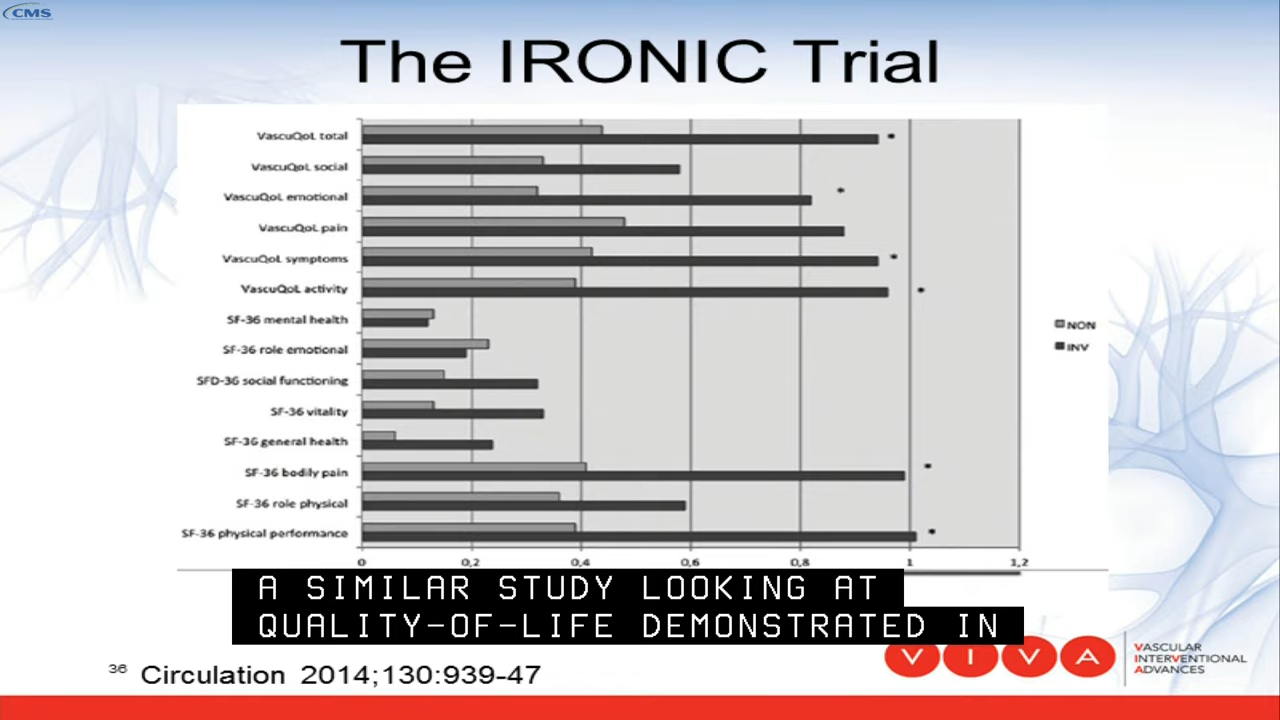 CMS
The IRONIC Trial
VascuQoL total
VascuQoL social
VascuQoL emotional
VascuQoL pain
VascuQoL symptoms
VascuQoL activity
SF-36 mental health
SF-36 role emotional
SFD-36 social functioning
SF-36 vitality
SF-36 general health
SF-36 bodily pain
SF-36 role physical
SF-36 physical performance
NON
INV
0 0,2 0,4 0,6 0,8 1 1,2
A SIMILAR STUDY LOOKING AT
QUALITY-OF-LIFE DEMONSTRATED IN
36 Circulation 2014;130:939-47
VIVA
VASCULAR
INTERVENTIONAL
ADVANCES